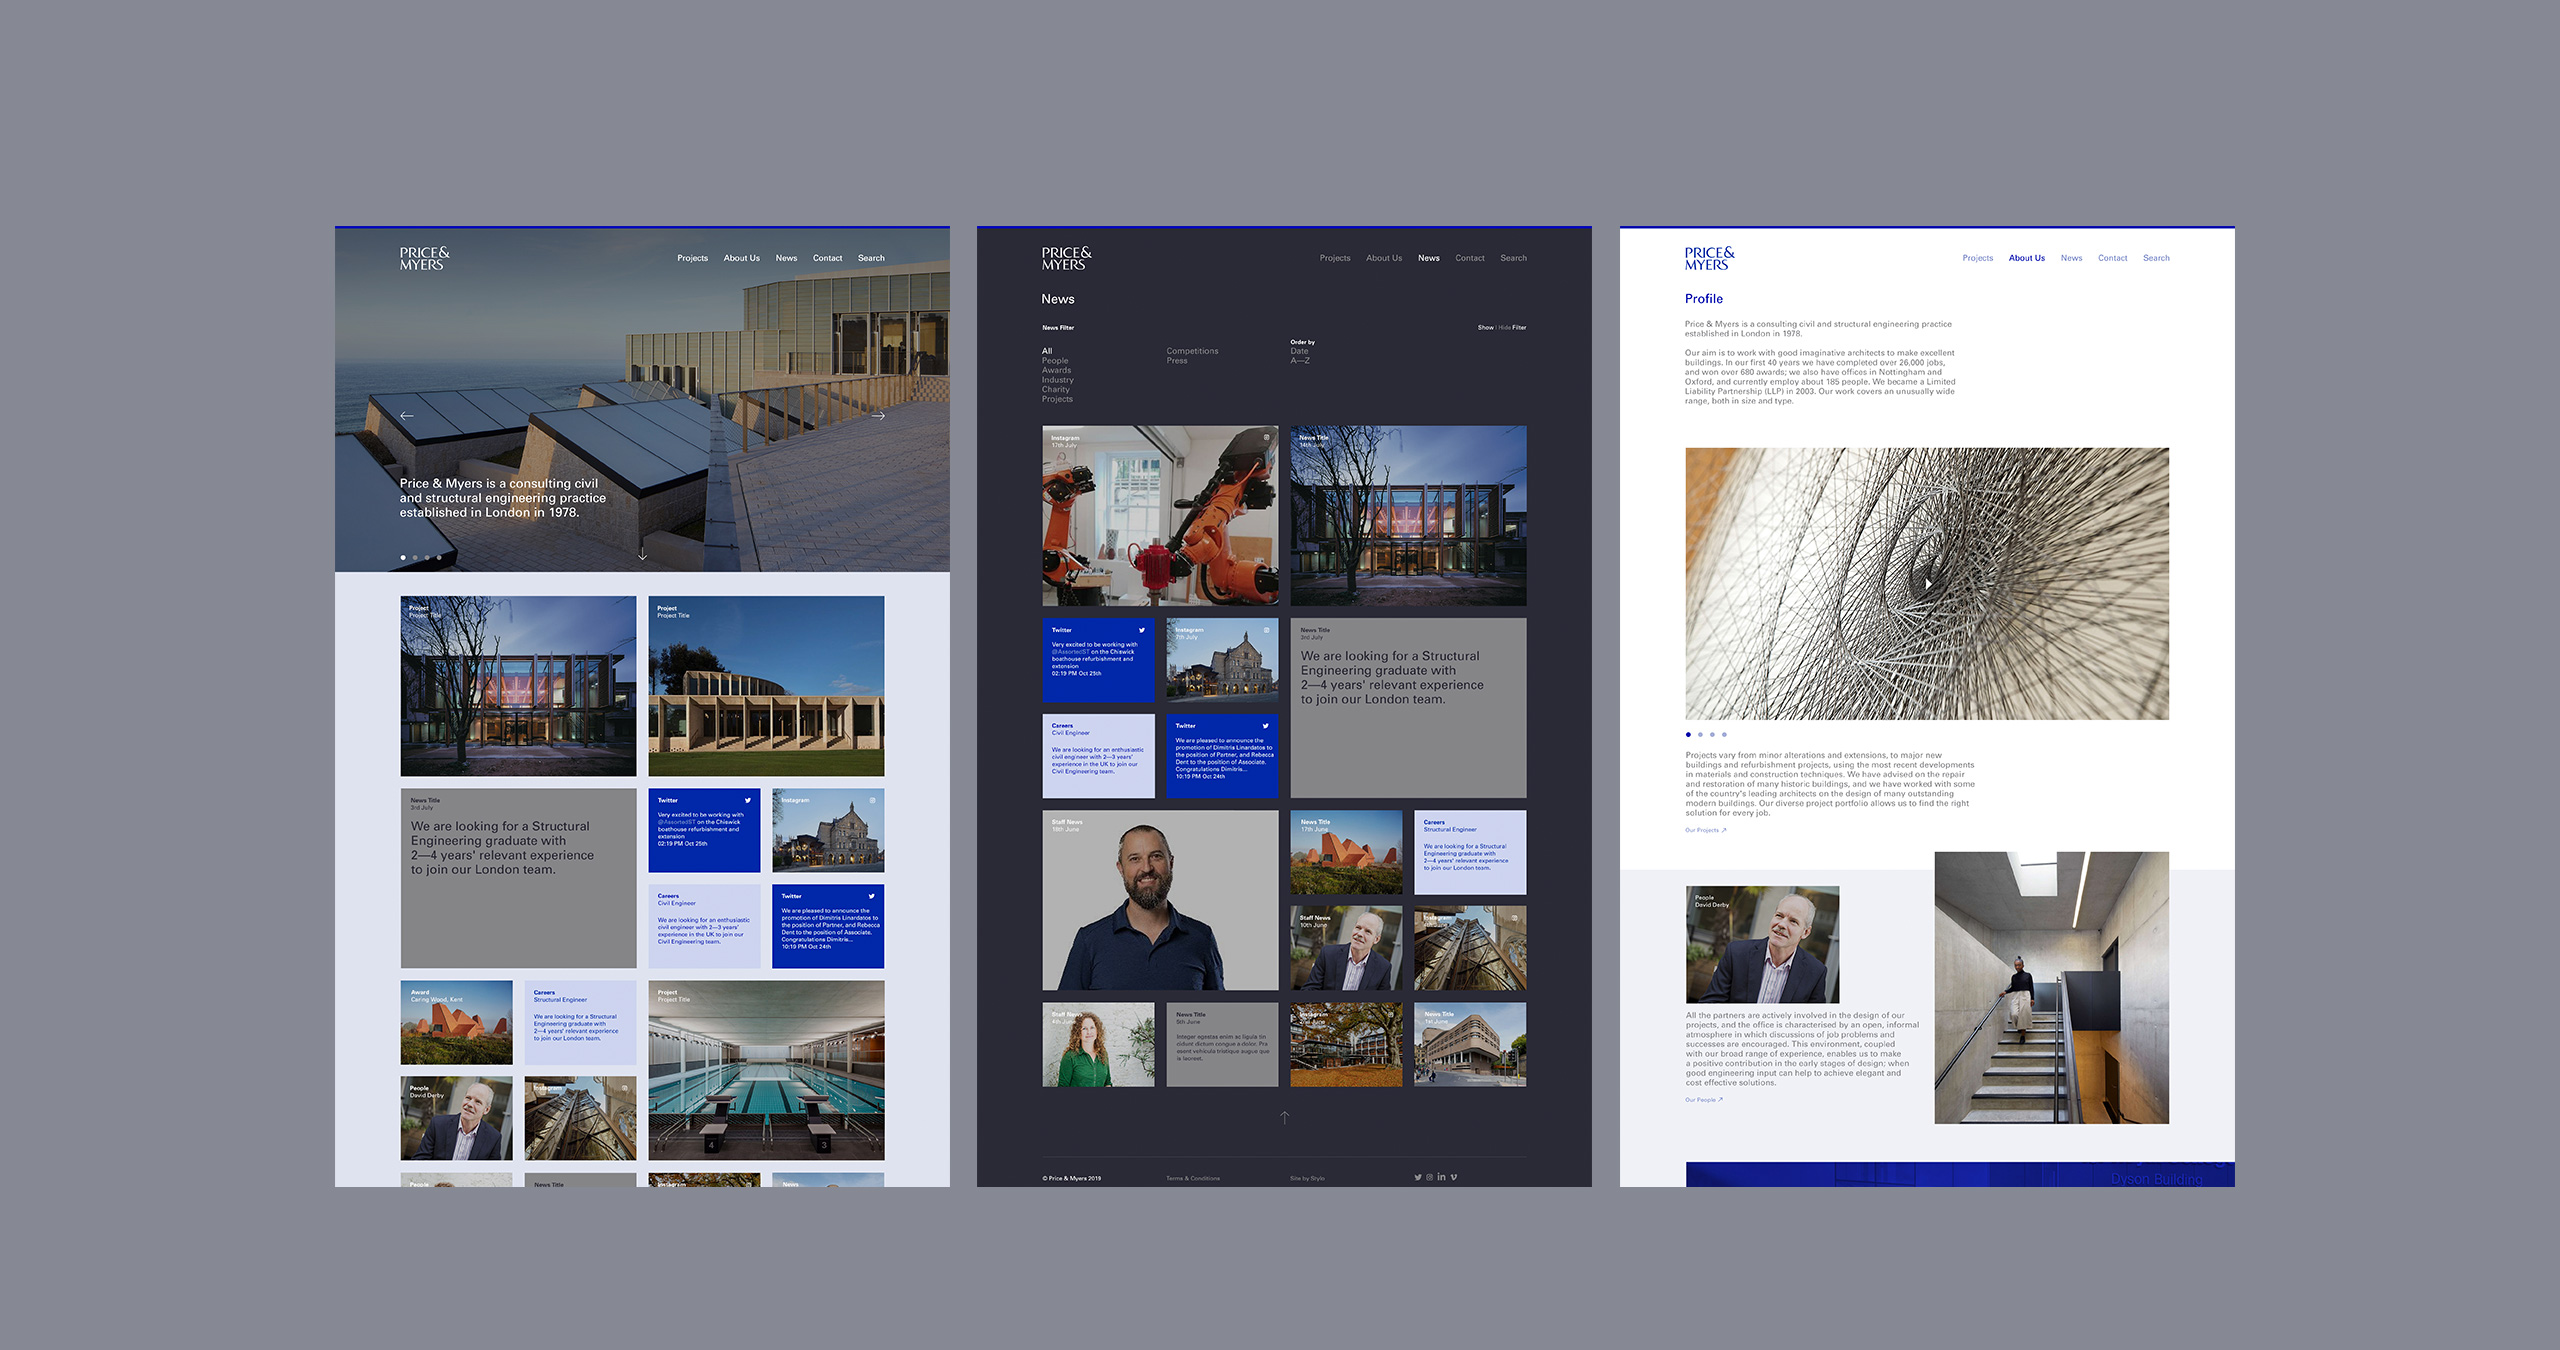 PRICE&
MYERS
Projects
About Us
News
Contact
Search
Price & Myers is a consulting civil
and structural engineering practice
established in London in 1978.
Project
Project Title
Project
Project Title
News Title
3rd July
We are looking for a Structural
Engineering graduate with
2—4 years' relevant experience
to join our London team.
Twitter
Very excited to be working with
@AssortedST on the Chiswick
boathouse refurbishment and
extension
02:19 PM Oct 25th
Instagram
Careers
Civil Engineer
We are looking for an enthusiastic
civil engineer with 2—3 years'
experience in the UK to join our
Civil Engineering team.
Twitter
We are pleased to announce the
promotion of Dimitris Linardatos to
the position of Partner, and Rebecca
Dent to the position of Associate.
Congratulations Dimitris...
10:19 PM Oct 24th
Award
Caring Wood, Kent
Careers
Structural Engineer
We are looking for a Structural
Engineering graduate with
2—4 years' relevant experience
to join our London team.
Project
Project Title
4
3
People
David Derby
Instagram
People
News Title
Instagram
News
PRICE&
MYERS
Projects
About Us
News
Contact
Search
News
News Filter
Show | Hide Filter
All
People
Awards
Industry
Charity
Projects
Competitions
Press
Order by
Date
A—Z
Instagram
17th July
News Title
14th July
Twitter
Very excited to be working with
@AssortedST on the Chiswick
boathouse refurbishment and
extension
02:19 PM Oct 25th
Instagram
7th July
News Title
3rd July
We are looking for a Structural
Engineering graduate with
2—4 years' relevant experience
to join our London team.
Careers
Civil Engineer
We are looking for an enthusiastic
civil engineer with 2—3 years'
experience in the UK to join our
Civil Engineering team.
Twitter
We are pleased to announce the
promotion of Dimitris Linardatos to
the position of Partner, and Rebecca
Dent to the position of Associate.
Congratulations Dimitris...
10:19 PM Oct 24th
Staff News
18th June
News Title
17th June
Careers
Structural Engineer
We are looking for a Structural
Engineering graduate with
2—4 years' relevant experience
to join our London team.
Staff News
10th June
Instagram
Staff News
4th June
News Title
5th June
Integer egestas enim ac ligula tin
cidunt dictum congue a dolor. Pra
esent vehicula tristique augue que
is laoreet.
Instagram
2nd June
News Title
1st June
© Price & Myers 2019
Terms & Conditions
Site by Stylo
PRICE&
MYERS
Projects
About Us
News
Contact
Search
Profile
Price & Myers is a consulting civil and structural engineering practice
established in London in 1978.
Our aim is to work with good imaginative architects to make excellent
buildings. In our first 40 years we have completed over 26,000 jobs,
and won over 680 awards; we also have offices in Nottingham and
Oxford, and currently employ about 185 people. We became a Limited
Liability Partnership (LLP) in 2003. Our work covers an unusually wide
range, both in size and type.
Projects vary from minor alterations and extensions, to major new
buildings and refurbishment projects, using the most recent developments
in materials and construction techniques. We have advised on the repair
and restoration of many historic buildings, and we have worked with some
of the country's leading architects on the design of many outstanding
modern buildings. Our diverse project portfolio allows us to find the right
solution for every job.
Our Projects ↗
People
David Derby
All the partners are actively involved in the design of our
projects, and the office is characterised by an open, informal
atmosphere in which discussions of job problems and
successes are encouraged. This environment, coupled
with our broad range of experience, enables us to make
a positive contribution in the early stages of design; when
good engineering input can help to achieve elegant and
cost effective solutions.
Our People ↗
Dyson Building